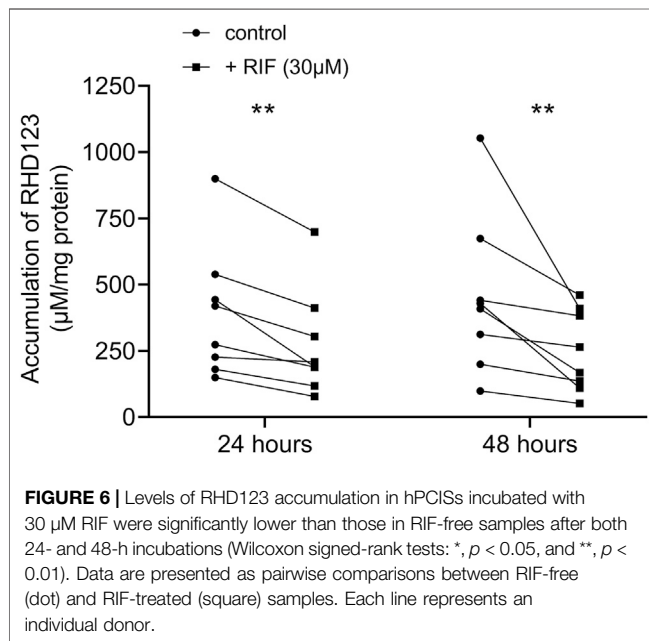 control
+ RIF (30μM)
1250
1000
750
500
250
0
Accumulation of RHD123
(μM/mg protein)
**
**
24 hours
48 hours
FIGURE 6 | Levels of RHD123 accumulation in hPCISs incubated with
30 μM RIF were significantly lower than those in RIF-free samples after both
24- and 48-h incubations (Wilcoxon signed-rank tests: *, p < 0.05, and **, p <
0.01). Data are presented as pairwise comparisons between RIF-free
(dot) and RIF-treated (square) samples. Each line represents an
individual donor.